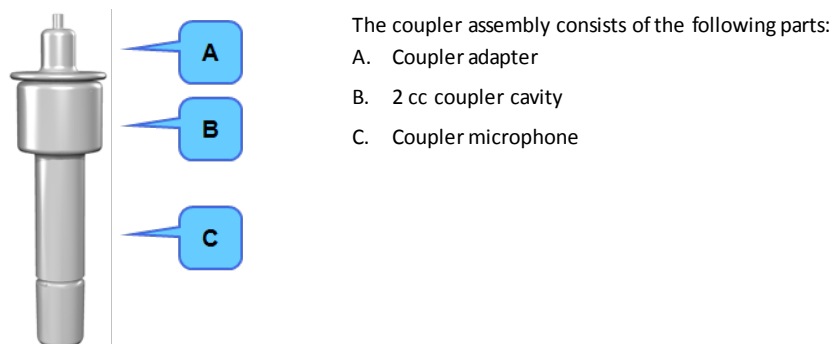 The coupler assembly consists of the following parts:
A
A. Coupler adapter
B. 2 cc coupler cavity
B
C. Coupler microphone
C